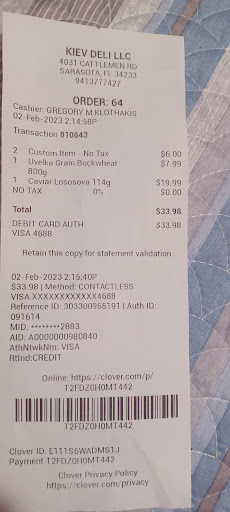 KIEV DELI LLC
4031 CATTLEMEN RD
SARASOTA, FL 34233
9413777427
ORDER: 64
Cashier: GREGORY M KLOTHAKIS
02-Feb-2023 2:14:58P
Transaction 810643
2 Custom Item - No Tax $6.00
1 Uvelka Grain Buckwheat $7.99
800g
1 Caviar Lososova 114g $19.99
NO TAX 0% $0.00
Total $33.98
DEBIT CARD AUTH $33.98
VISA 4688
Retain this copy for statement validation
02-Feb-2023 2:16:40P
$33.98 | Method: CONTACTLESS
VISA XXXXXXXXXXXX4688
Reference ID: 303300965191 | Auth ID:
091614
MID: ********2883
AID: A0000000980840
AthNtwkNm: VISA
RtInd:CREDIT
Online: https://clover.com/p/
T2FDZ0H0MT442
T2FDZ0H0MT442
Clover ID: E111S6WADMS1J
Payment T2FDZ0H0MT442
Clover Privacy Policy
https://clover.com/privacy